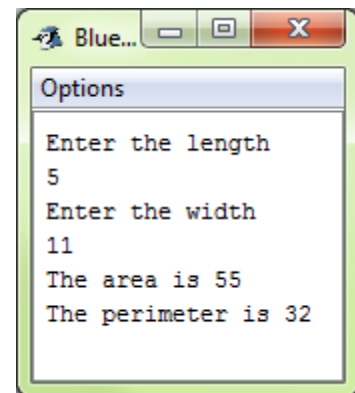 Blue...
Options
Enter the length
5
Enter the width
11
The area is 55
The perimeter is 32